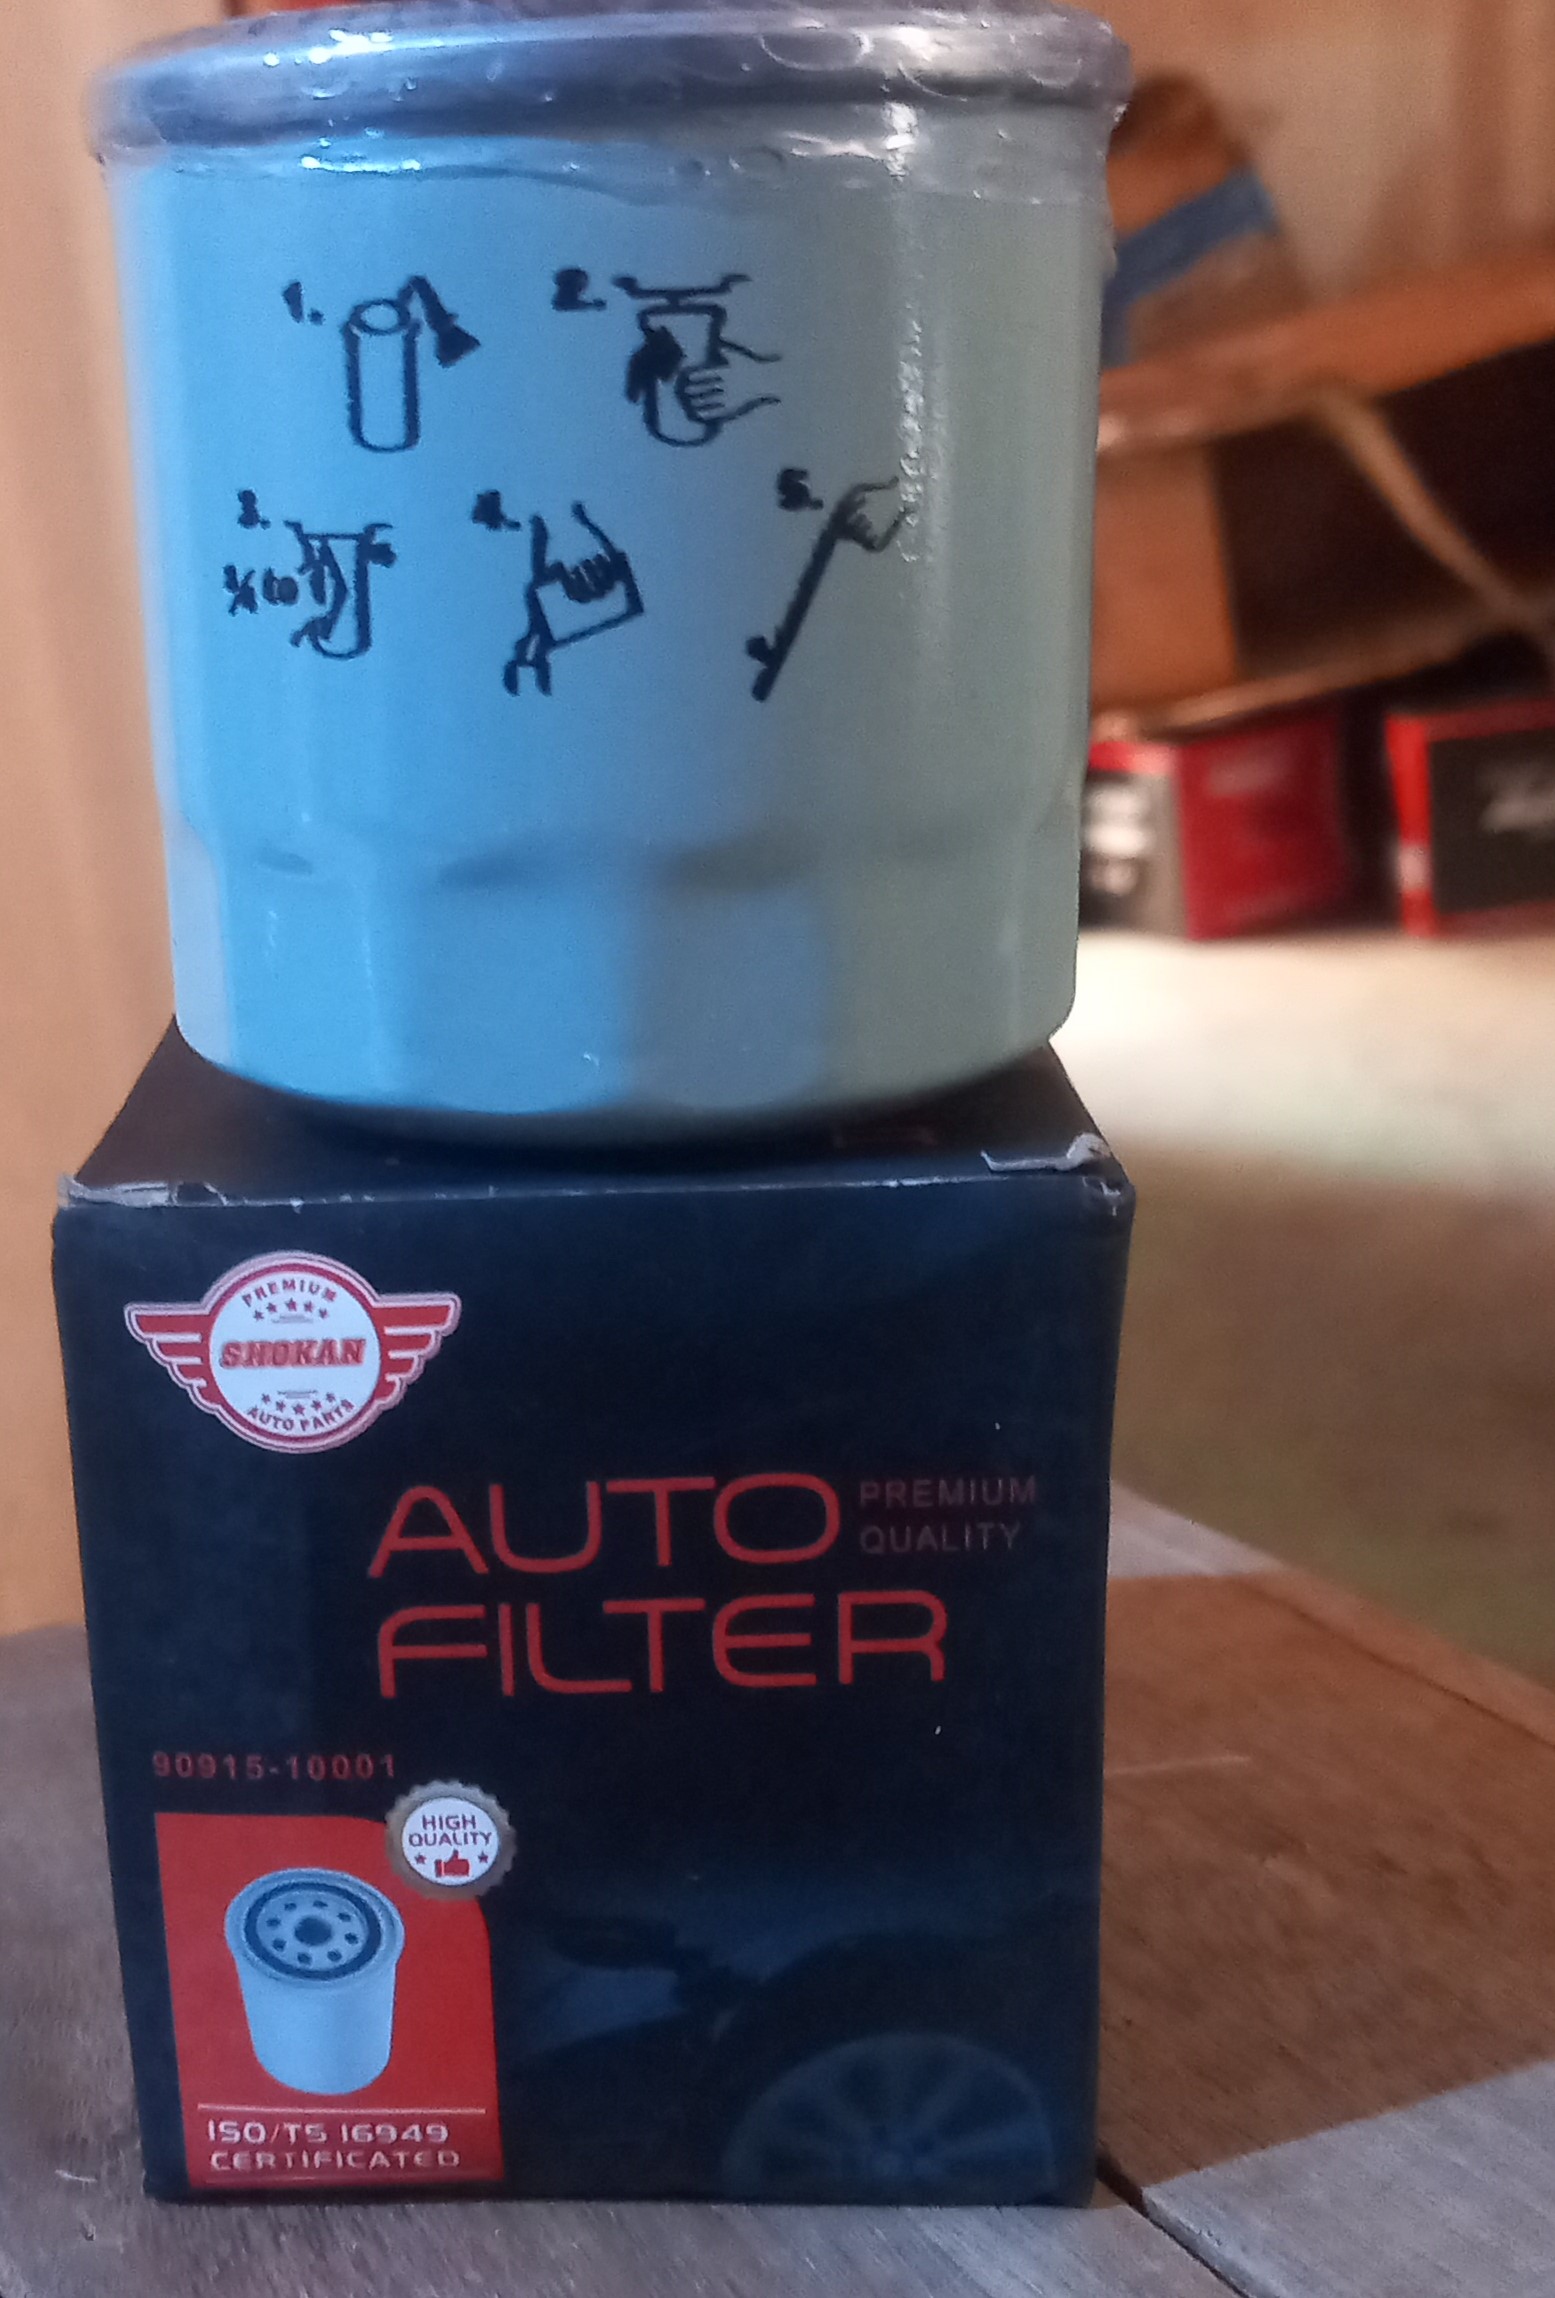 1.
2.
3.
4.
5.
PREMIUM
SHOKAN
AUTO PARTS
AUTO
PREMIUM
QUALITY
FILTER
90915-10001
HIGH
QUALITY
ISO/TS 16949
CERTIFICATED